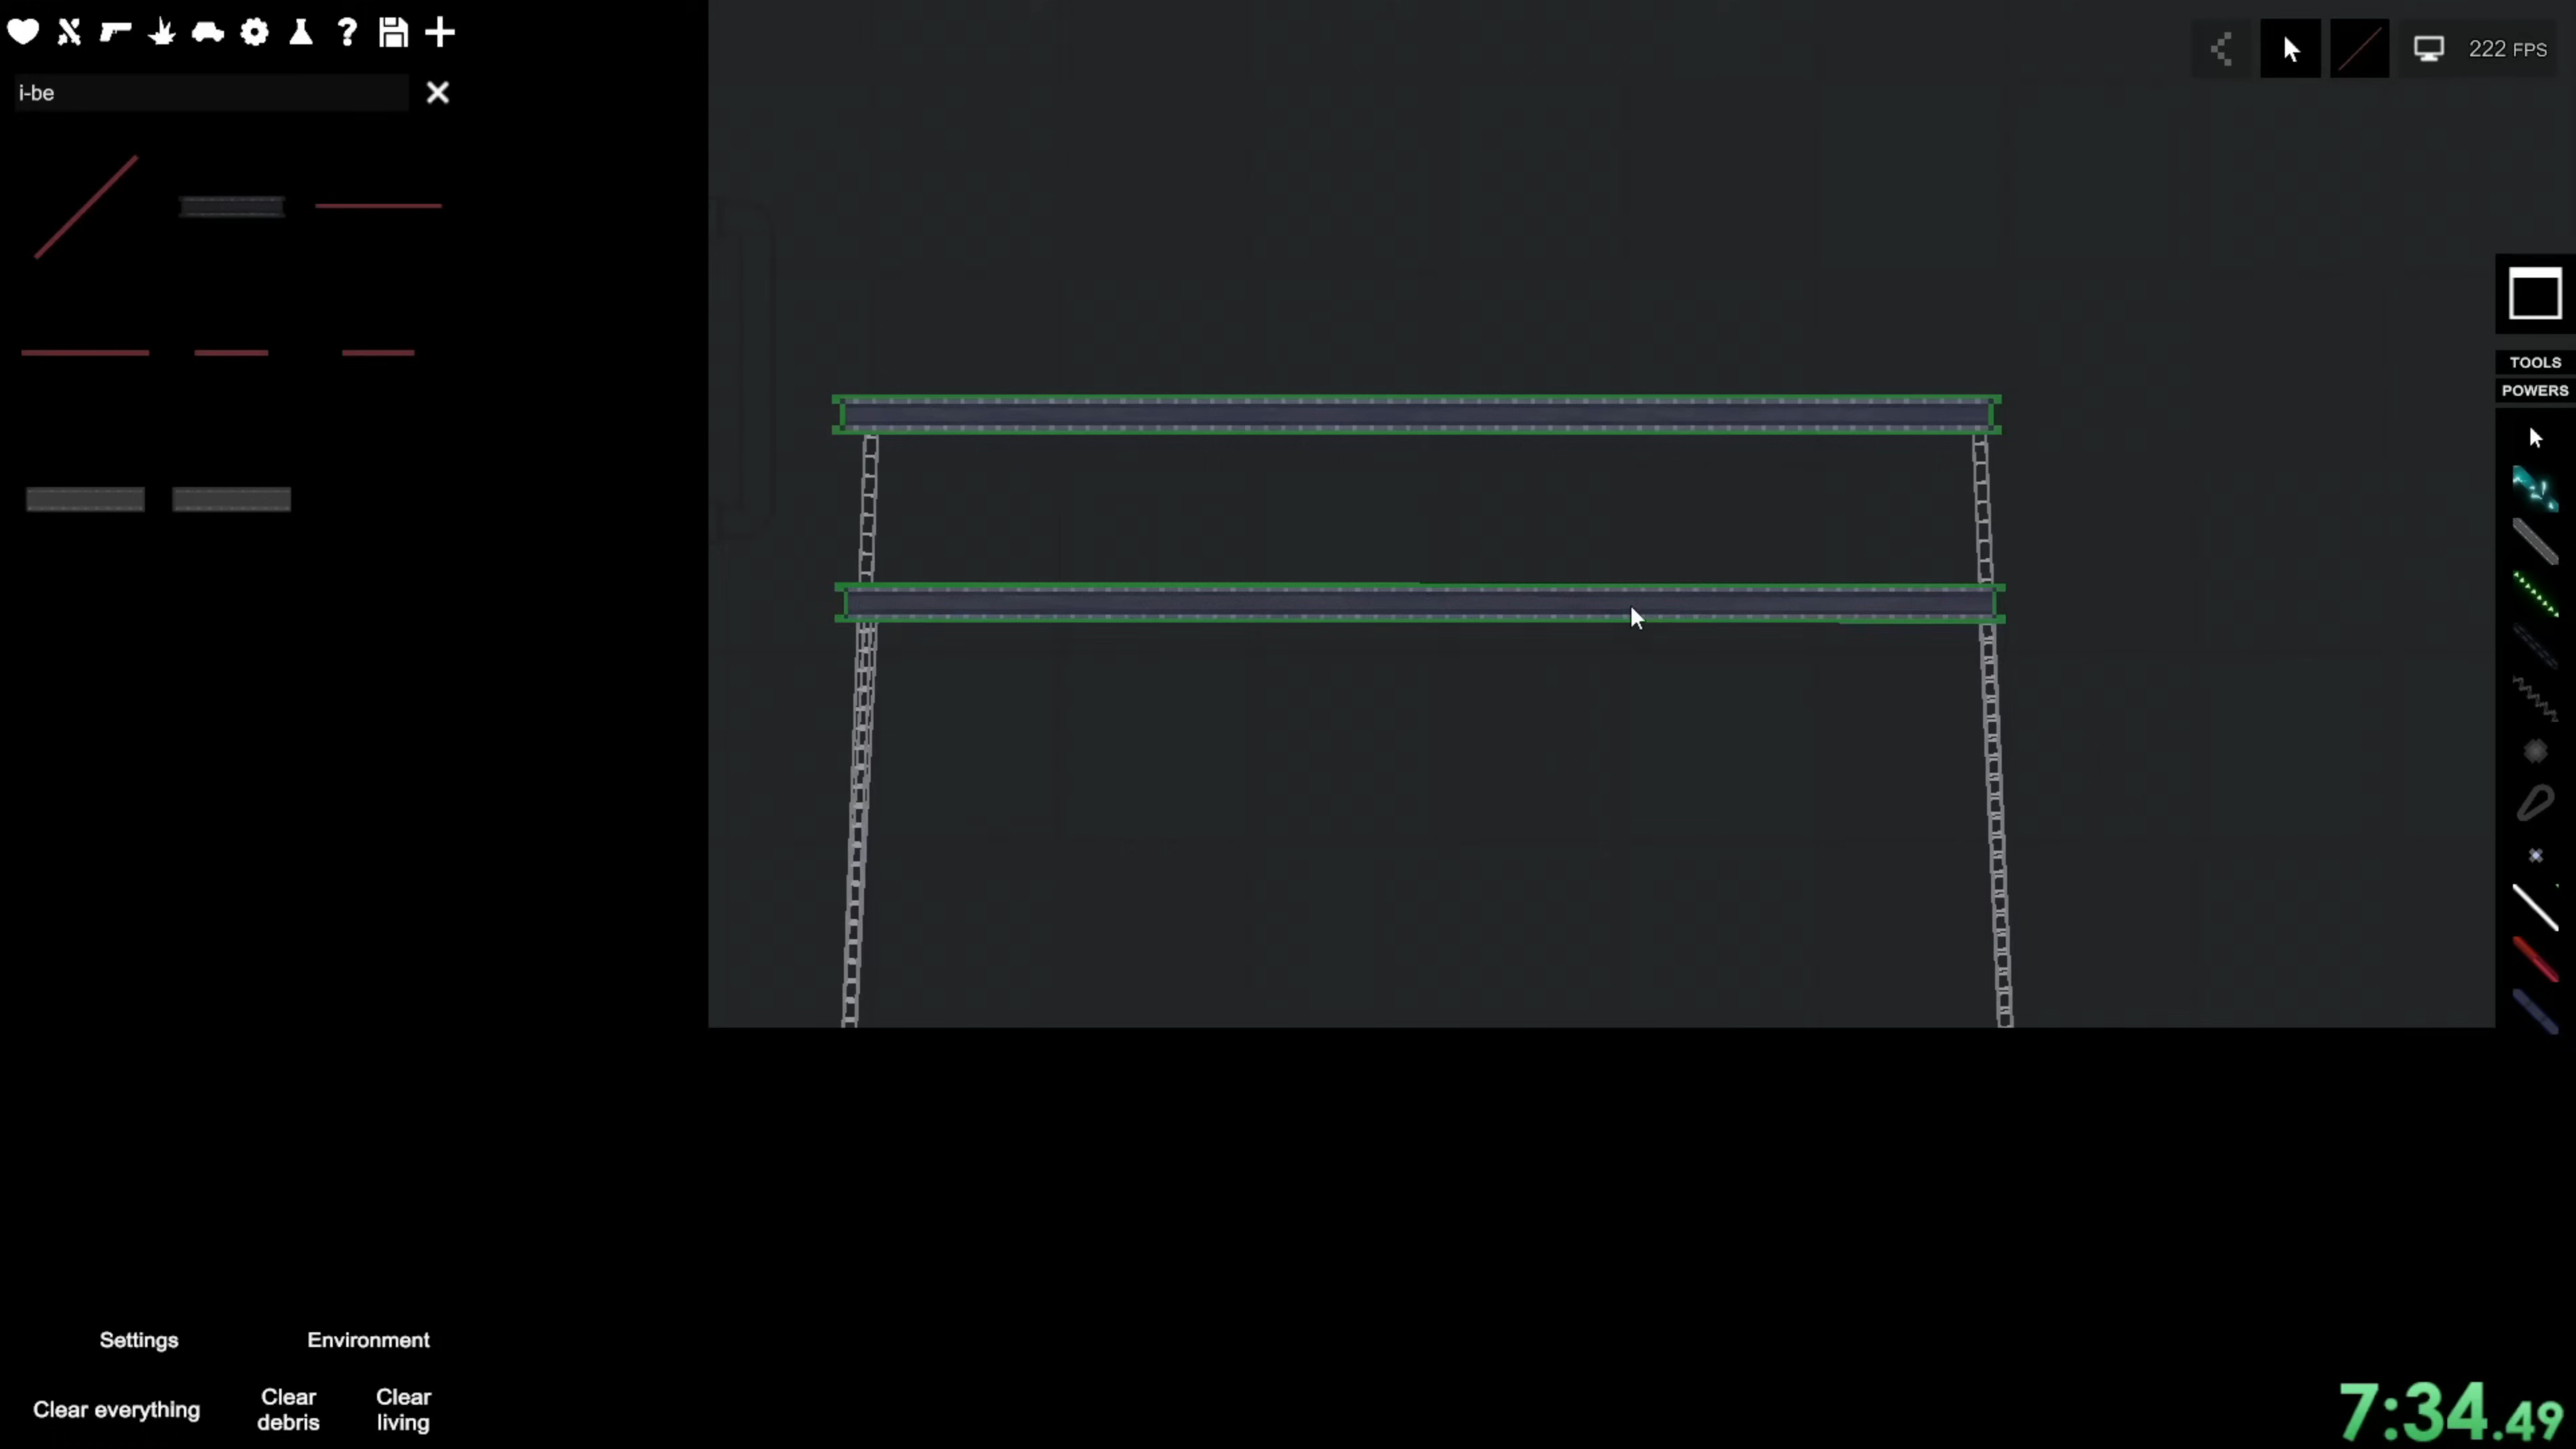 i-be
222 FPS
TOOLS
POWERS
Settings
Environment
Clear everything
Clear
debris
Clear
living
7:34.49